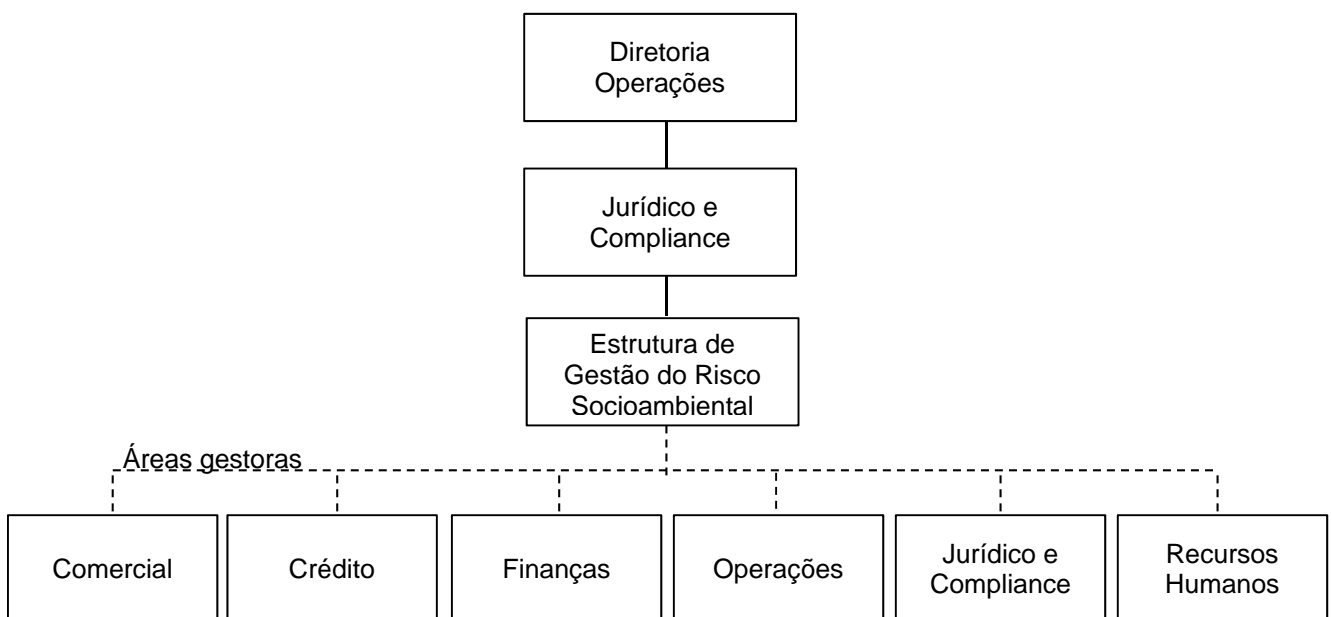 Diretoria
Operações
Jurídico e
Compliance
Estrutura de
Gestão do Risco
Socioambiental
Áreas gestoras
Comercial
Crédito
Finanças
Operações
Jurídico e
Compliance
Recursos
Humanos